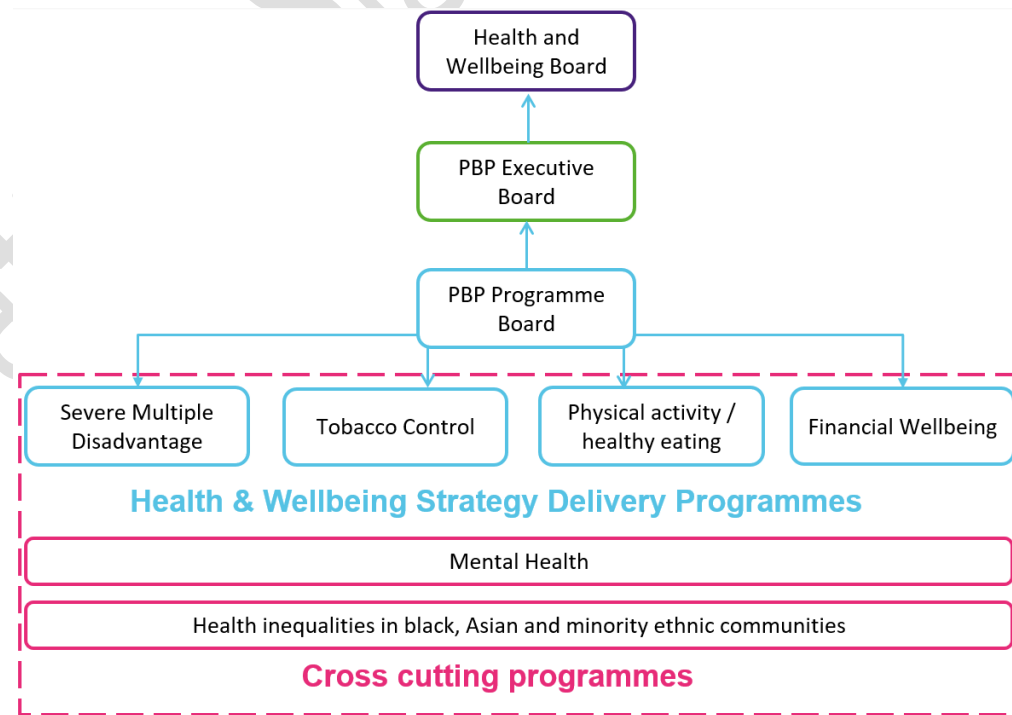 Health and
Wellbeing Board
PBP Executive
Board
PBP Programme
Board
Severe Multiple
Disadvantage
Tobacco Control
Physical activity /
healthy eating
Financial Wellbeing
Health & Wellbeing Strategy Delivery Programmes
Mental Health
Health inequalities in black, Asian and minority ethnic communities
Cross cutting programmes